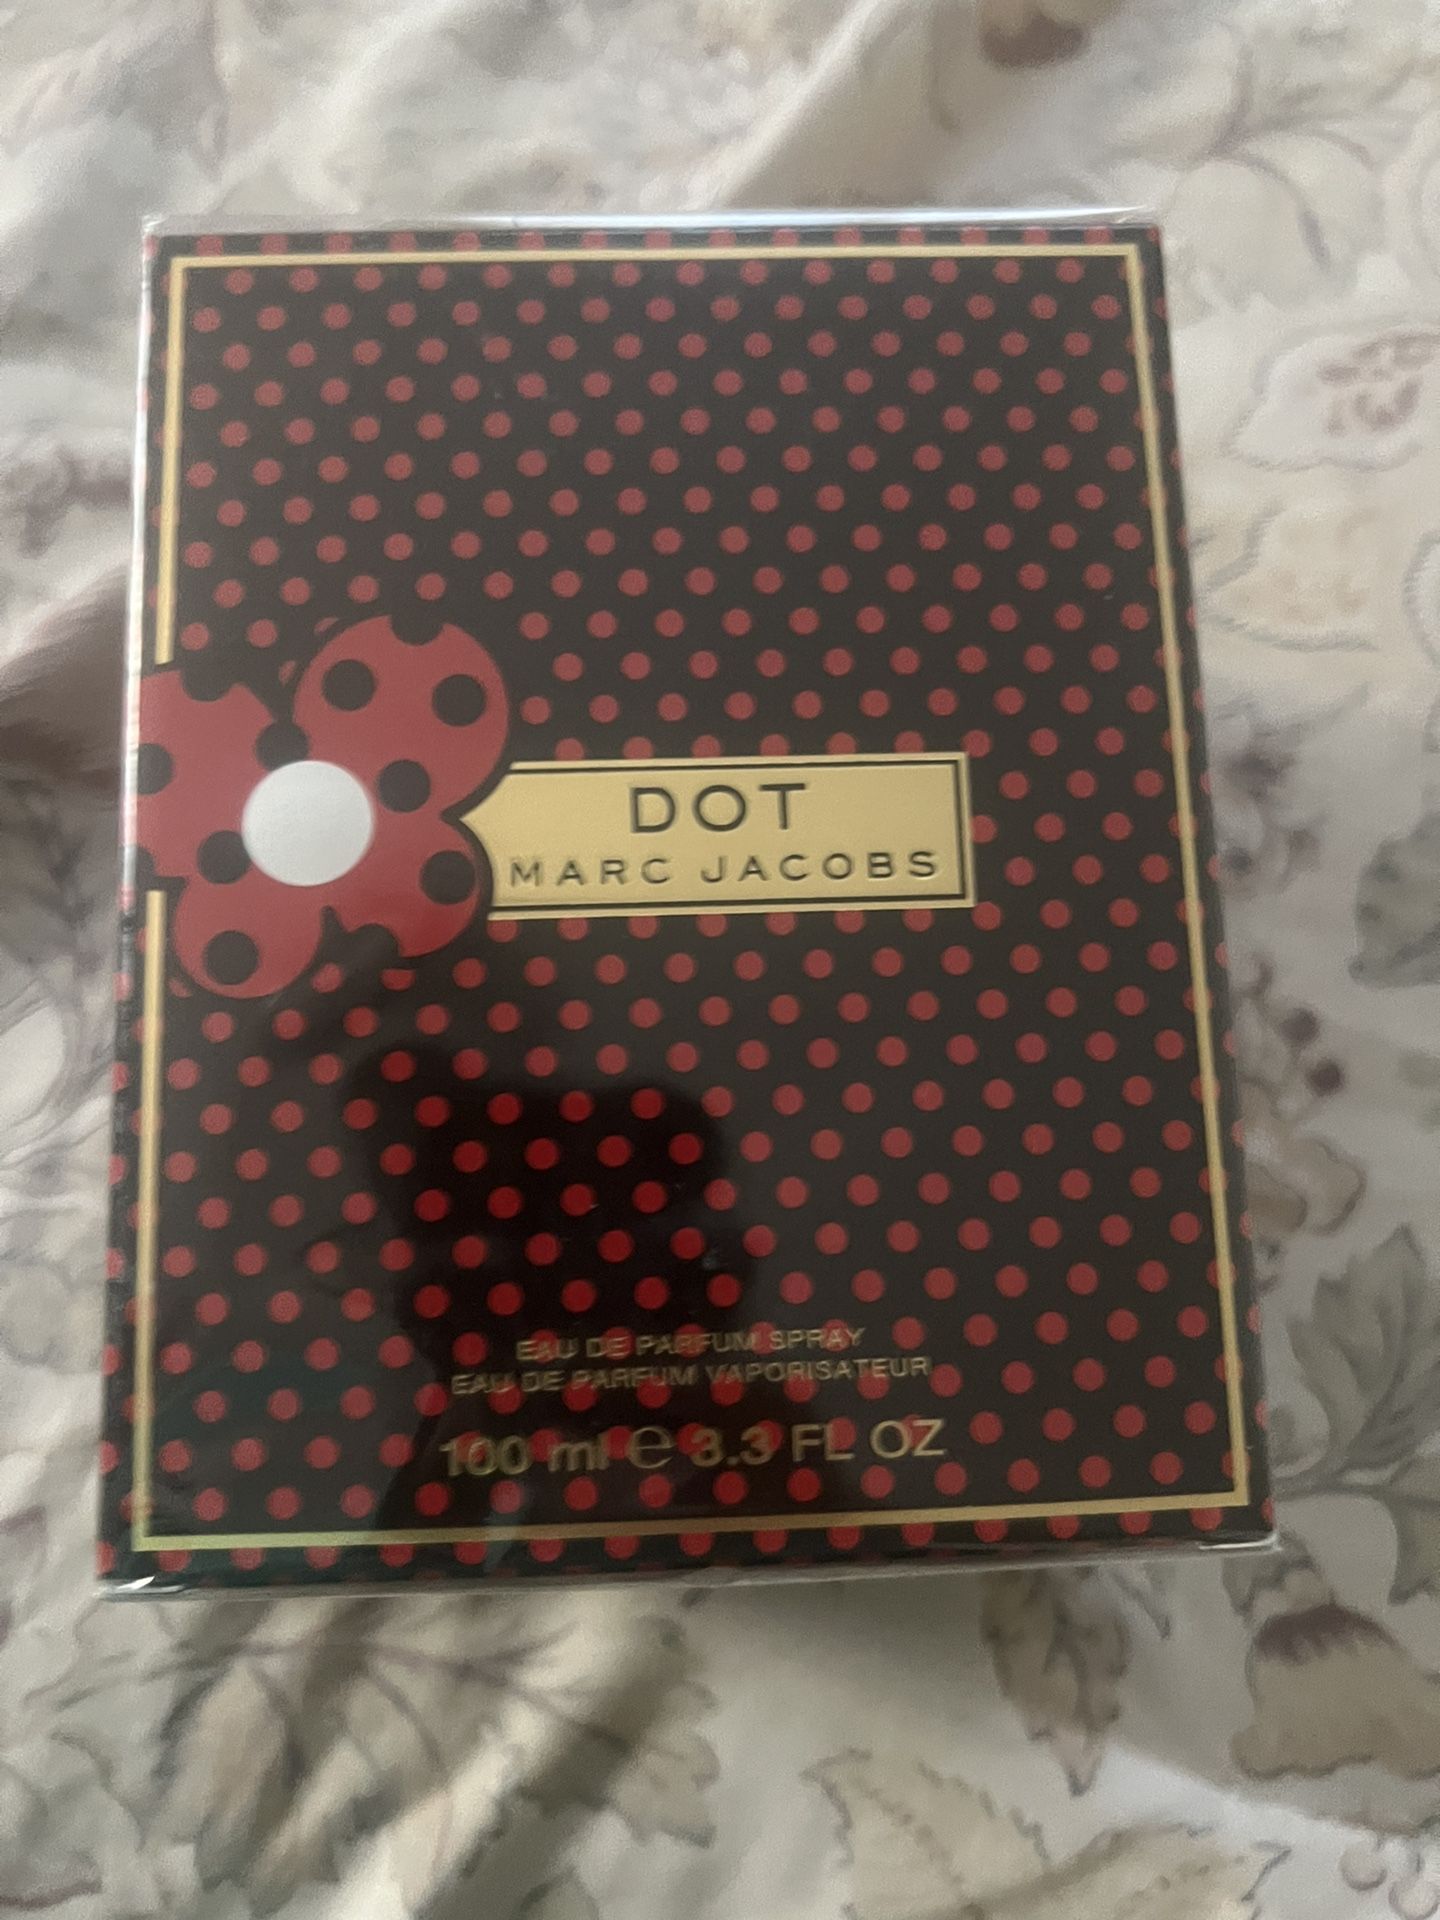 DOT
MARC JACOBS
EAU DE PARFUM SPRAY
EAU DE PARFUM VAPORISATEUR
100 ml ℮ 3.3 FL OZ